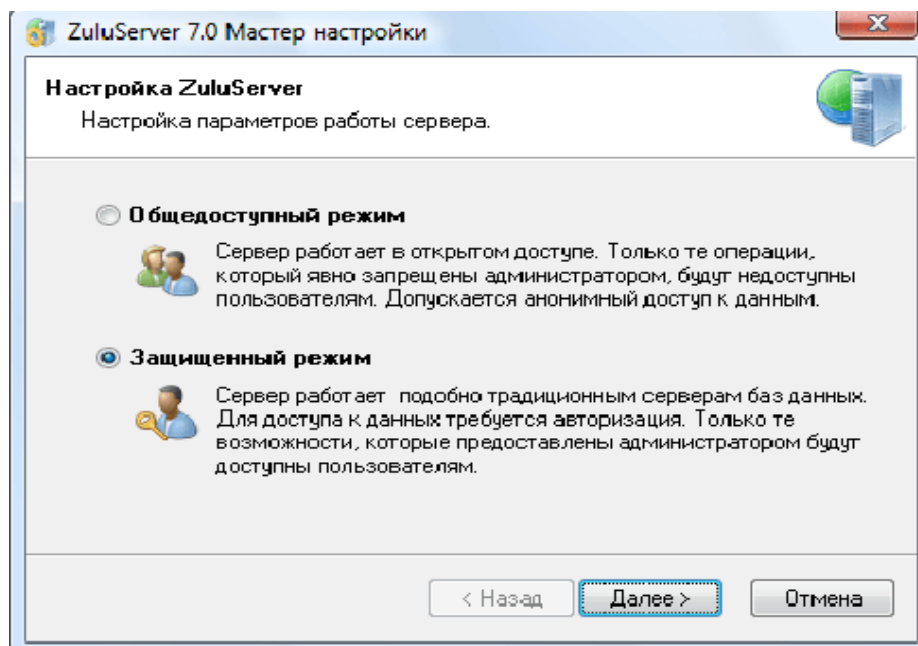 ZuluServer 7.0 Мастер настройки
Настройка ZuluServer
Настройка параметров работы сервера.
Общедоступный режим
Сервер работает в открытом доступе. Только те операции,
который явно запрещены администратором, будут недоступны
пользователям. Допускается анонимный доступ к данным.
Защищенный режим
Сервер работает подобно традиционным серверам баз данных.
Для доступа к данных требуется авторизация. Только те
возможности, которые предоставлены администратором будут
доступны пользователям.
< Назад Далее > Отмена